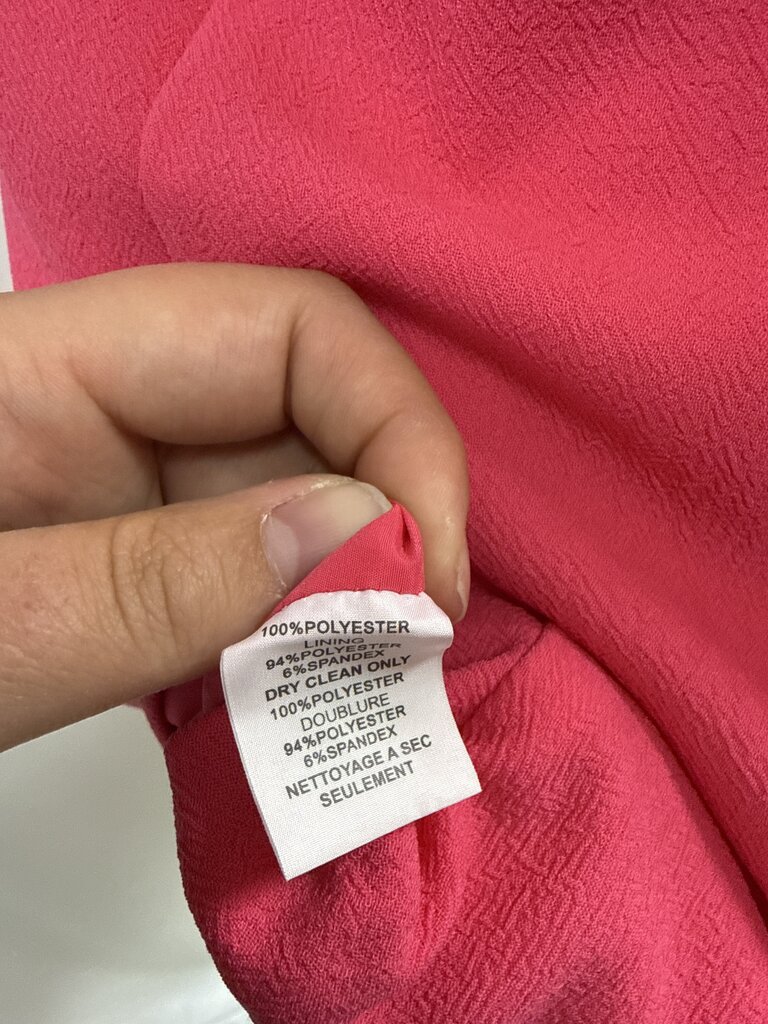 100%POLYESTER
LINING
94%POLYESTER
6%SPANDEX
DRY CLEAN ONLY
100%POLYESTER
DOUBLURE
94%POLYESTER
6%SPANDEX
NETTOYAGE A SEC
SEULEMENT